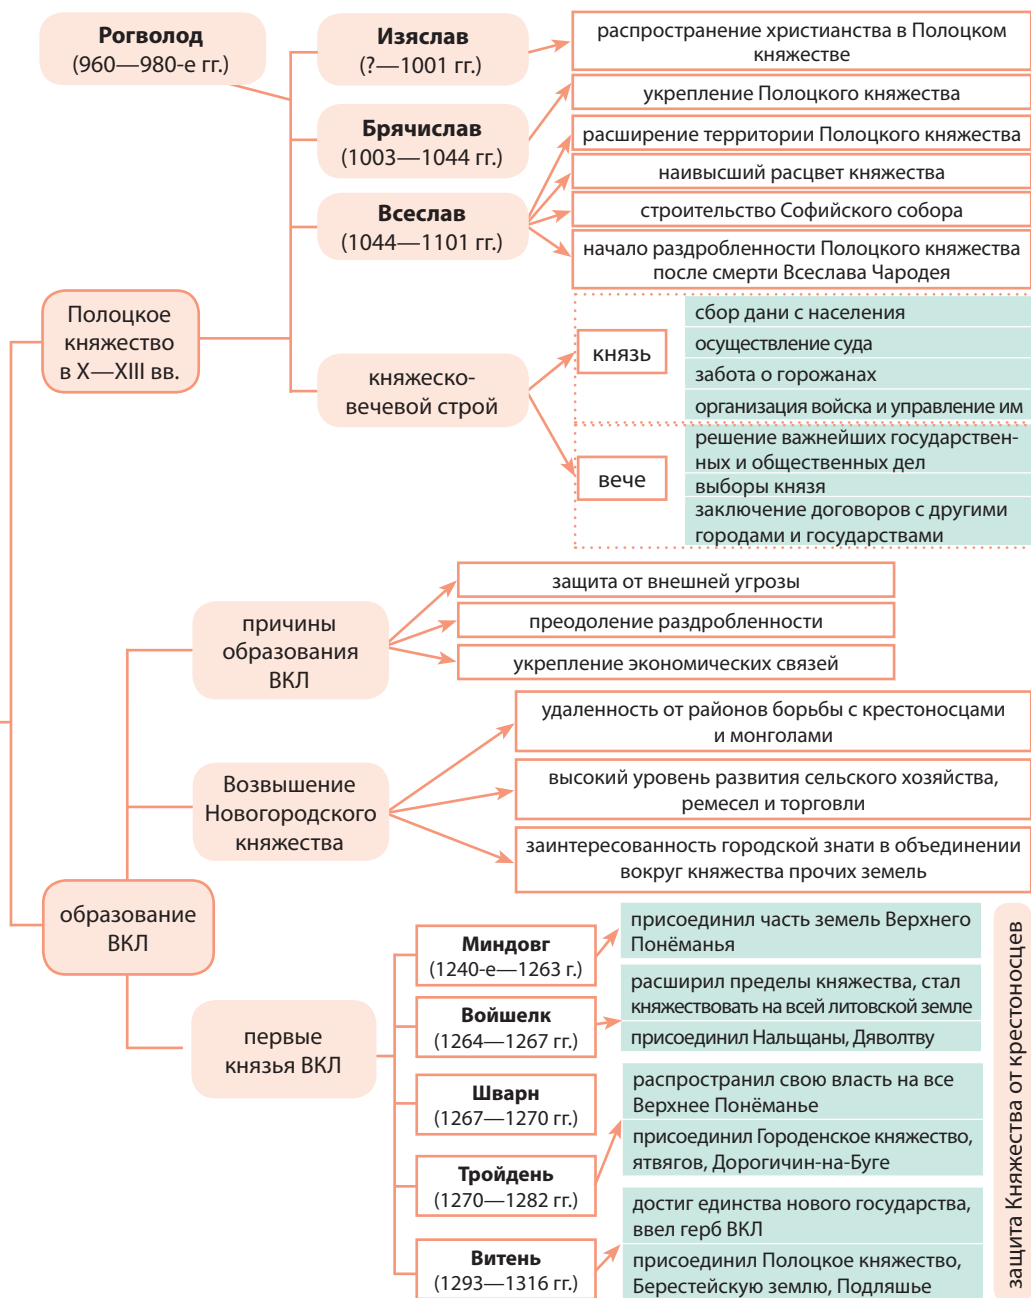 Рогволод
(960—980-е гг.)
Изяслав
(?—1001 гг.)
распространение христианства в Полоцком
княжестве
Брячислав
(1003—1044 гг.)
укрепление Полоцкого княжества
Всеслав
(1044—1101 гг.)
расширение территории Полоцкого княжества
наивысший расцвет княжества
строительство Софийского собора
начало раздробленности Полоцкого княжества
после смерти Всеслава Чародея
Полоцкое
княжество
в X—XIII вв.
княжеско-
вечевой строй
князь
сбор дани с населения
осуществление суда
забота о горожанах
организация войска и управление им
вече
решение важнейших государствен-
ных и общественных дел
выборы князя
заключение договоров с другими
городами и государствами
причины
образования
ВКЛ
защита от внешней угрозы
преодоление раздробленности
укрепление экономических связей
Возвышение
Новогородского
княжества
удаленность от районов борьбы с крестоносцами
и монголами
высокий уровень развития сельского хозяйства,
ремесел и торговли
заинтересованность городской знати в объединении
вокруг княжества прочих земель
образование
ВКЛ
первые
князья ВКЛ
Миндовг
(1240-е—1263 г.)
присоединил часть земель Верхнего
Понёманья
Войшелк
(1264—1267 гг.)
расширил пределы княжества, стал
княжествовать на всей литовской земле
присоединил Нальщаны, Дяволтву
Шварн
(1267—1270 гг.)
Тройдень
(1270—1282 гг.)
распространил свою власть на все
Верхнее Понёманье
присоединил Городенское княжество,
ятвягов, Дорогичин-на-Буге
Витень
(1293—1316 гг.)
достиг единства нового государства,
ввел герб ВКЛ
присоединил Полоцкое княжество,
Берестейскую землю, Подляшье
защита Княжества от крестоносцев